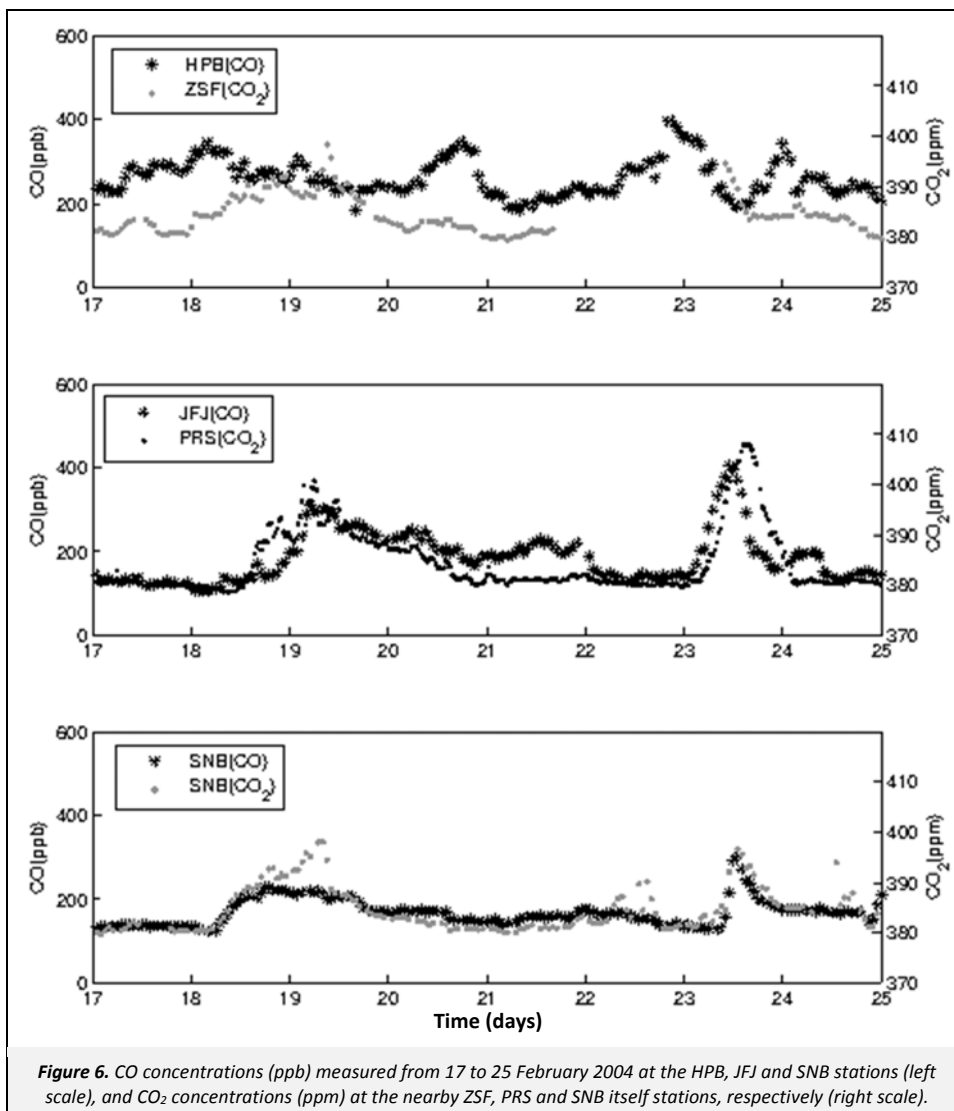 600
400
200
0
CO(ppb)
HPB(CO)
ZSF(CO₂)
410
400
390
380
370
CO₂(ppm)
17 18 19 20 21 22 23 24 25
600
400
200
0
CO(ppb)
JFJ(CO)
PRS(CO₂)
410
400
390
380
370
CO₂(ppm)
17 18 19 20 21 22 23 24 25
600
400
200
0
CO(ppb)
SNB(CO)
SNB(CO₂)
410
400
390
380
370
CO₂(ppm)
17 18 19 20 21 22 23 24 25
Time (days)
Figure 6. CO concentrations (ppb) measured from 17 to 25 February 2004 at the HPB, JFJ and SNB stations (left
scale), and CO₂ concentrations (ppm) at the nearby ZSF, PRS and SNB itself stations, respectively (right scale).